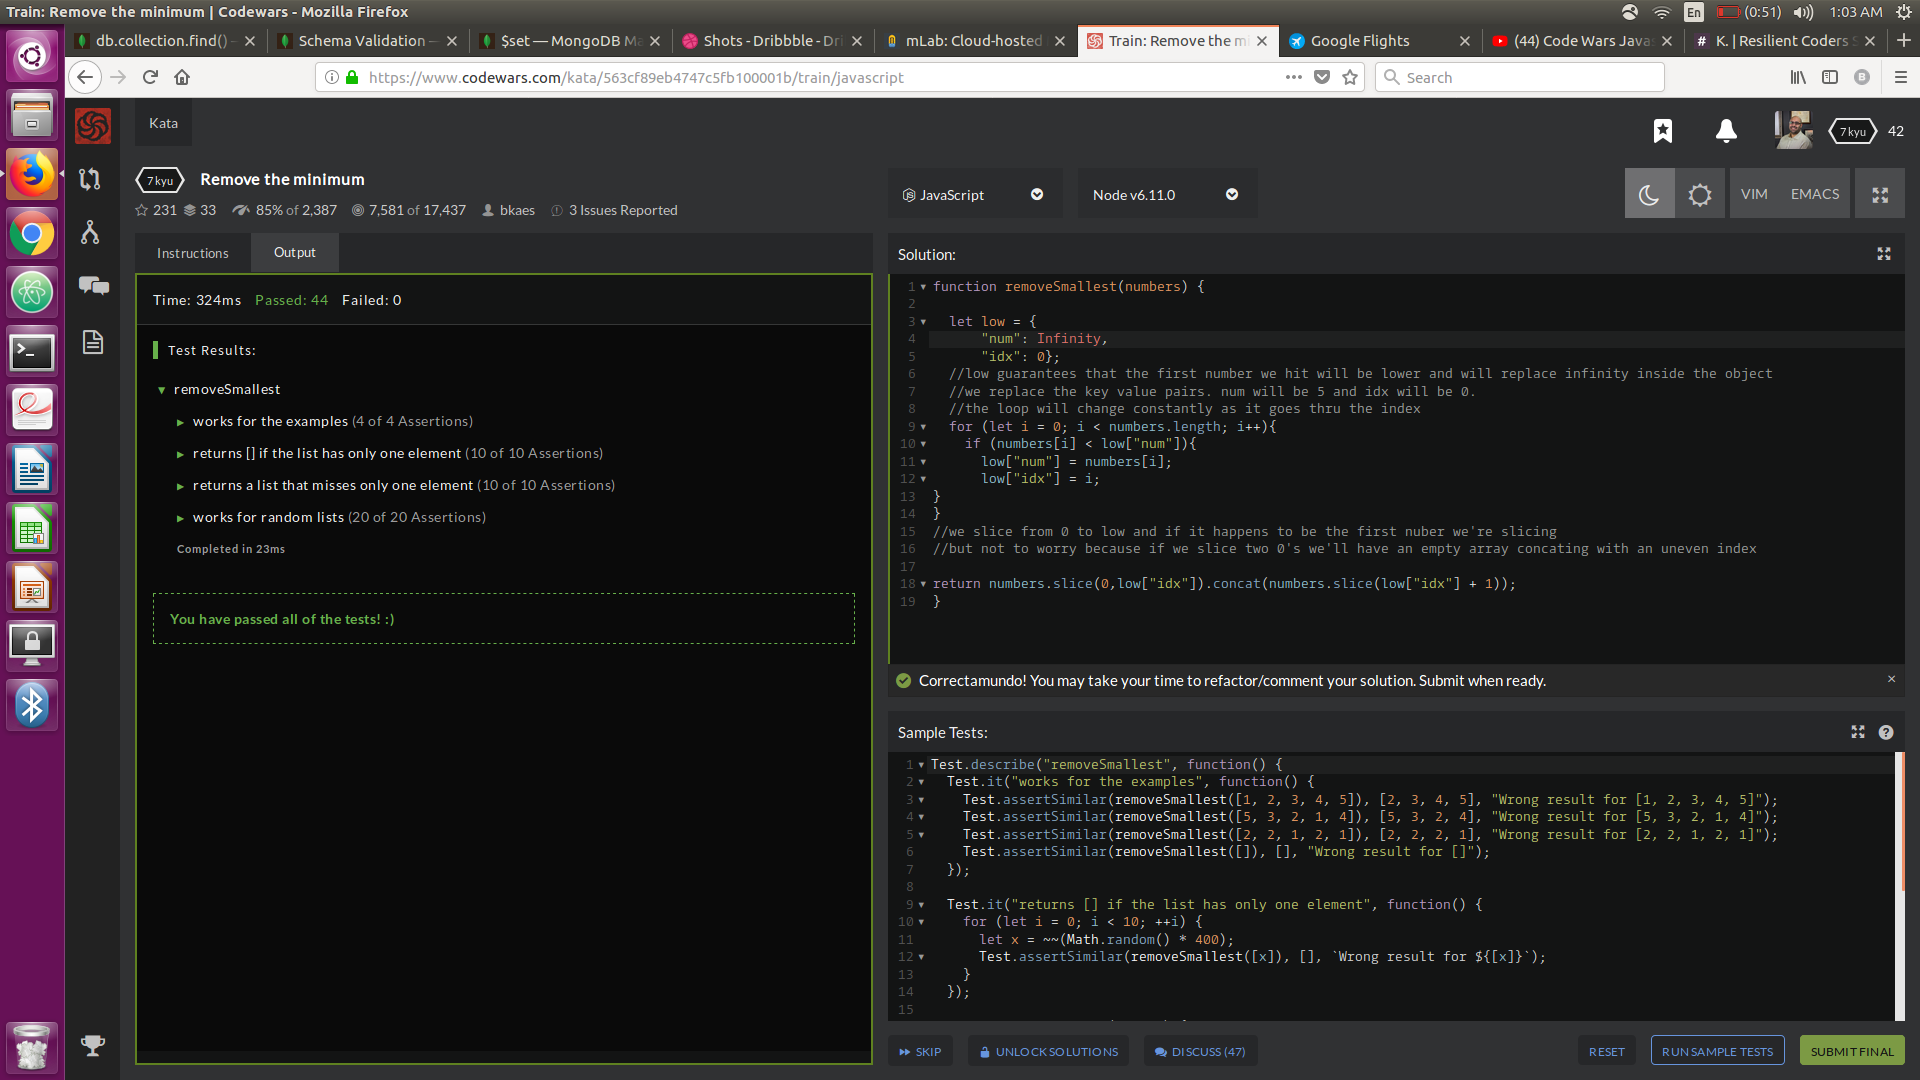 Train: Remove the minimum | Codewars - Mozilla Firefox
En (0:51) 1:03 AM
db.collection.find() -
Schema Validation —
$set — MongoDB Ma
Shots - Dribbble - Dri
mLab: Cloud-hosted
Train: Remove the mi
Google Flights
(44) Code Wars Javas
K. | Resilient Coders S
https://www.codewars.com/kata/563cf89eb4747c5fb100001b/train/javascript
Search
Kata
7 kyu 42
7 kyu Remove the minimum
231 33 85% of 2,387 7,581 of 17,437 bkaes 3 Issues Reported
JavaScript
Node v6.11.0
VIM EMACS
Instructions Output
Time: 324ms Passed: 44 Failed: 0
Test Results:
removeSmallest
works for the examples (4 of 4 Assertions)
returns [] if the list has only one element (10 of 10 Assertions)
returns a list that misses only one element (10 of 10 Assertions)
works for random lists (20 of 20 Assertions)
Completed in 23ms
You have passed all of the tests! :)
Solution:
1 function removeSmallest(numbers) {
2
3 let low = {
4 "num": Infinity,
5 "idx": 0};
6 //low guarantees that the first number we hit will be lower and will replace infinity inside the object
7 //we replace the key value pairs. num will be 5 and idx will be 0.
8 //the loop will change constantly as it goes thru the index
9 for (let i = 0; i < numbers.length; i++){
10 if (numbers[i] < low["num"]){
11 low["num"] = numbers[i];
12 low["idx"] = i;
13 }
14 }
15 //we slice from 0 to low and if it happens to be the first nuber we're slicing
16 //but not to worry because if we slice two 0's we'll have an empty array concating with an uneven index
17
18 return numbers.slice(0,low["idx"]).concat(numbers.slice(low["idx"] + 1));
19 }
Correctamundo! You may take your time to refactor/comment your solution. Submit when ready.
Sample Tests:
1 Test.describe("removeSmallest", function() {
2 Test.it("works for the examples", function() {
3 Test.assertSimilar(removeSmallest([1, 2, 3, 4, 5]), [2, 3, 4, 5], "Wrong result for [1, 2, 3, 4, 5]");
4 Test.assertSimilar(removeSmallest([5, 3, 2, 1, 4]), [5, 3, 2, 4], "Wrong result for [5, 3, 2, 1, 4]");
5 Test.assertSimilar(removeSmallest([2, 2, 1, 2, 1]), [2, 2, 2, 1], "Wrong result for [2, 2, 1, 2, 1]");
6 Test.assertSimilar(removeSmallest([]), [], "Wrong result for []");
7 });
8
9 Test.it("returns [] if the list has only one element", function() {
10 for (let i = 0; i < 10; ++i) {
11 let x = ~~(Math.random() * 400);
12 Test.assertSimilar(removeSmallest([x]), [], `Wrong result for ${[x]}`);
13 }
14 });
15
SKIP
UNLOCK SOLUTIONS
DISCUSS (47)
RESET
RUN SAMPLE TESTS
SUBMIT FINAL